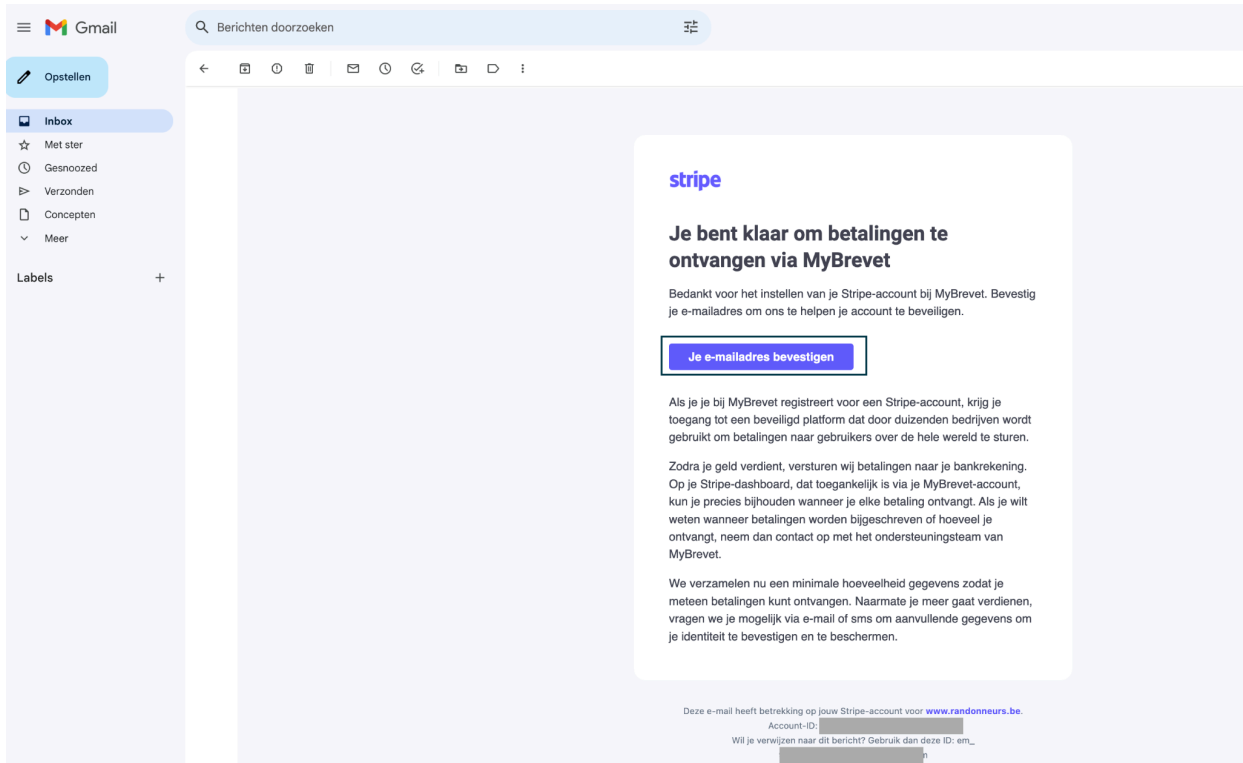 Gmail
Berichten doorzoeken
Opstellen
Inbox
Met ster
Gesnoozed
Verzonden
Concepten
Meer
Labels
stripe
Je bent klaar om betalingen te
ontvangen via MyBrevet
Bedankt voor het instellen van je Stripe-account bij MyBrevet. Bevestig
je e-mailadres om ons te helpen je account te beveiligen.
Je e-mailadres bevestigen
Als je je bij MyBrevet registreert voor een Stripe-account, krijg je
toegang tot een beveiligd platform dat door duizenden bedrijven wordt
gebruikt om betalingen naar gebruikers over de hele wereld te sturen.
Zodra je geld verdient, versturen wij betalingen naar je bankrekening.
Op je Stripe-dashboard, dat toegankelijk is via je MyBrevet-account,
kun je precies bijhouden wanneer je elke betaling ontvangt. Als je wilt
weten wanneer betalingen worden bijgeschreven of hoeveel je
ontvangt, neem dan contact op met het ondersteuningsteam van
MyBrevet.
We verzamelen nu een minimale hoeveelheid gegevens zodat je
meteen betalingen kunt ontvangen. Naarmate je meer gaat verdienen,
vragen we je mogelijk via e-mail of sms om aanvullende gegevens om
je identiteit te bevestigen en te beschermen.
Deze e-mail heeft betrekking op jouw Stripe-account voor www.randonneurs.be.
Account-ID:
Wil je verwijzen naar dit bericht? Gebruik dan deze ID: em_